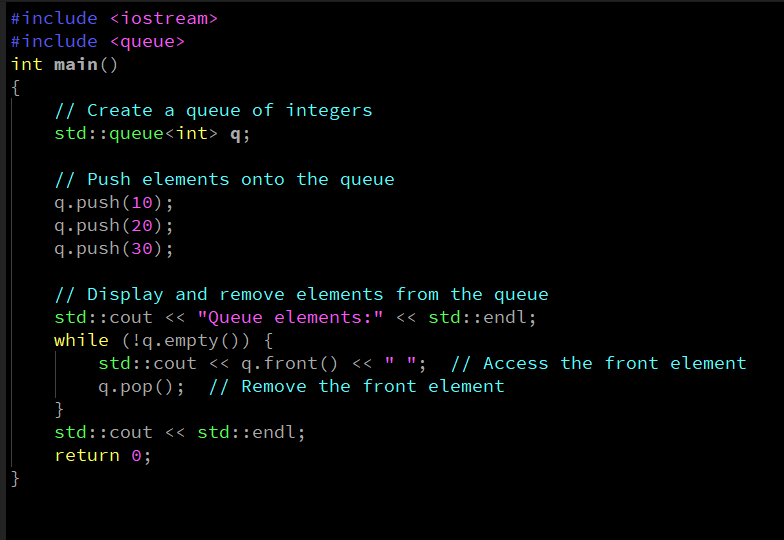 #include <iostream>
#include <queue>
int main()
{
    // Create a queue of integers
    std::queue<int> q;

    // Push elements onto the queue
    q.push(10);
    q.push(20);
    q.push(30);

    // Display and remove elements from the queue
    std::cout << "Queue elements:" << std::endl;
    while (!q.empty()) {
        std::cout << q.front() << " ";  // Access the front element
        q.pop();  // Remove the front element
    }
    std::cout << std::endl;
    return 0;
}